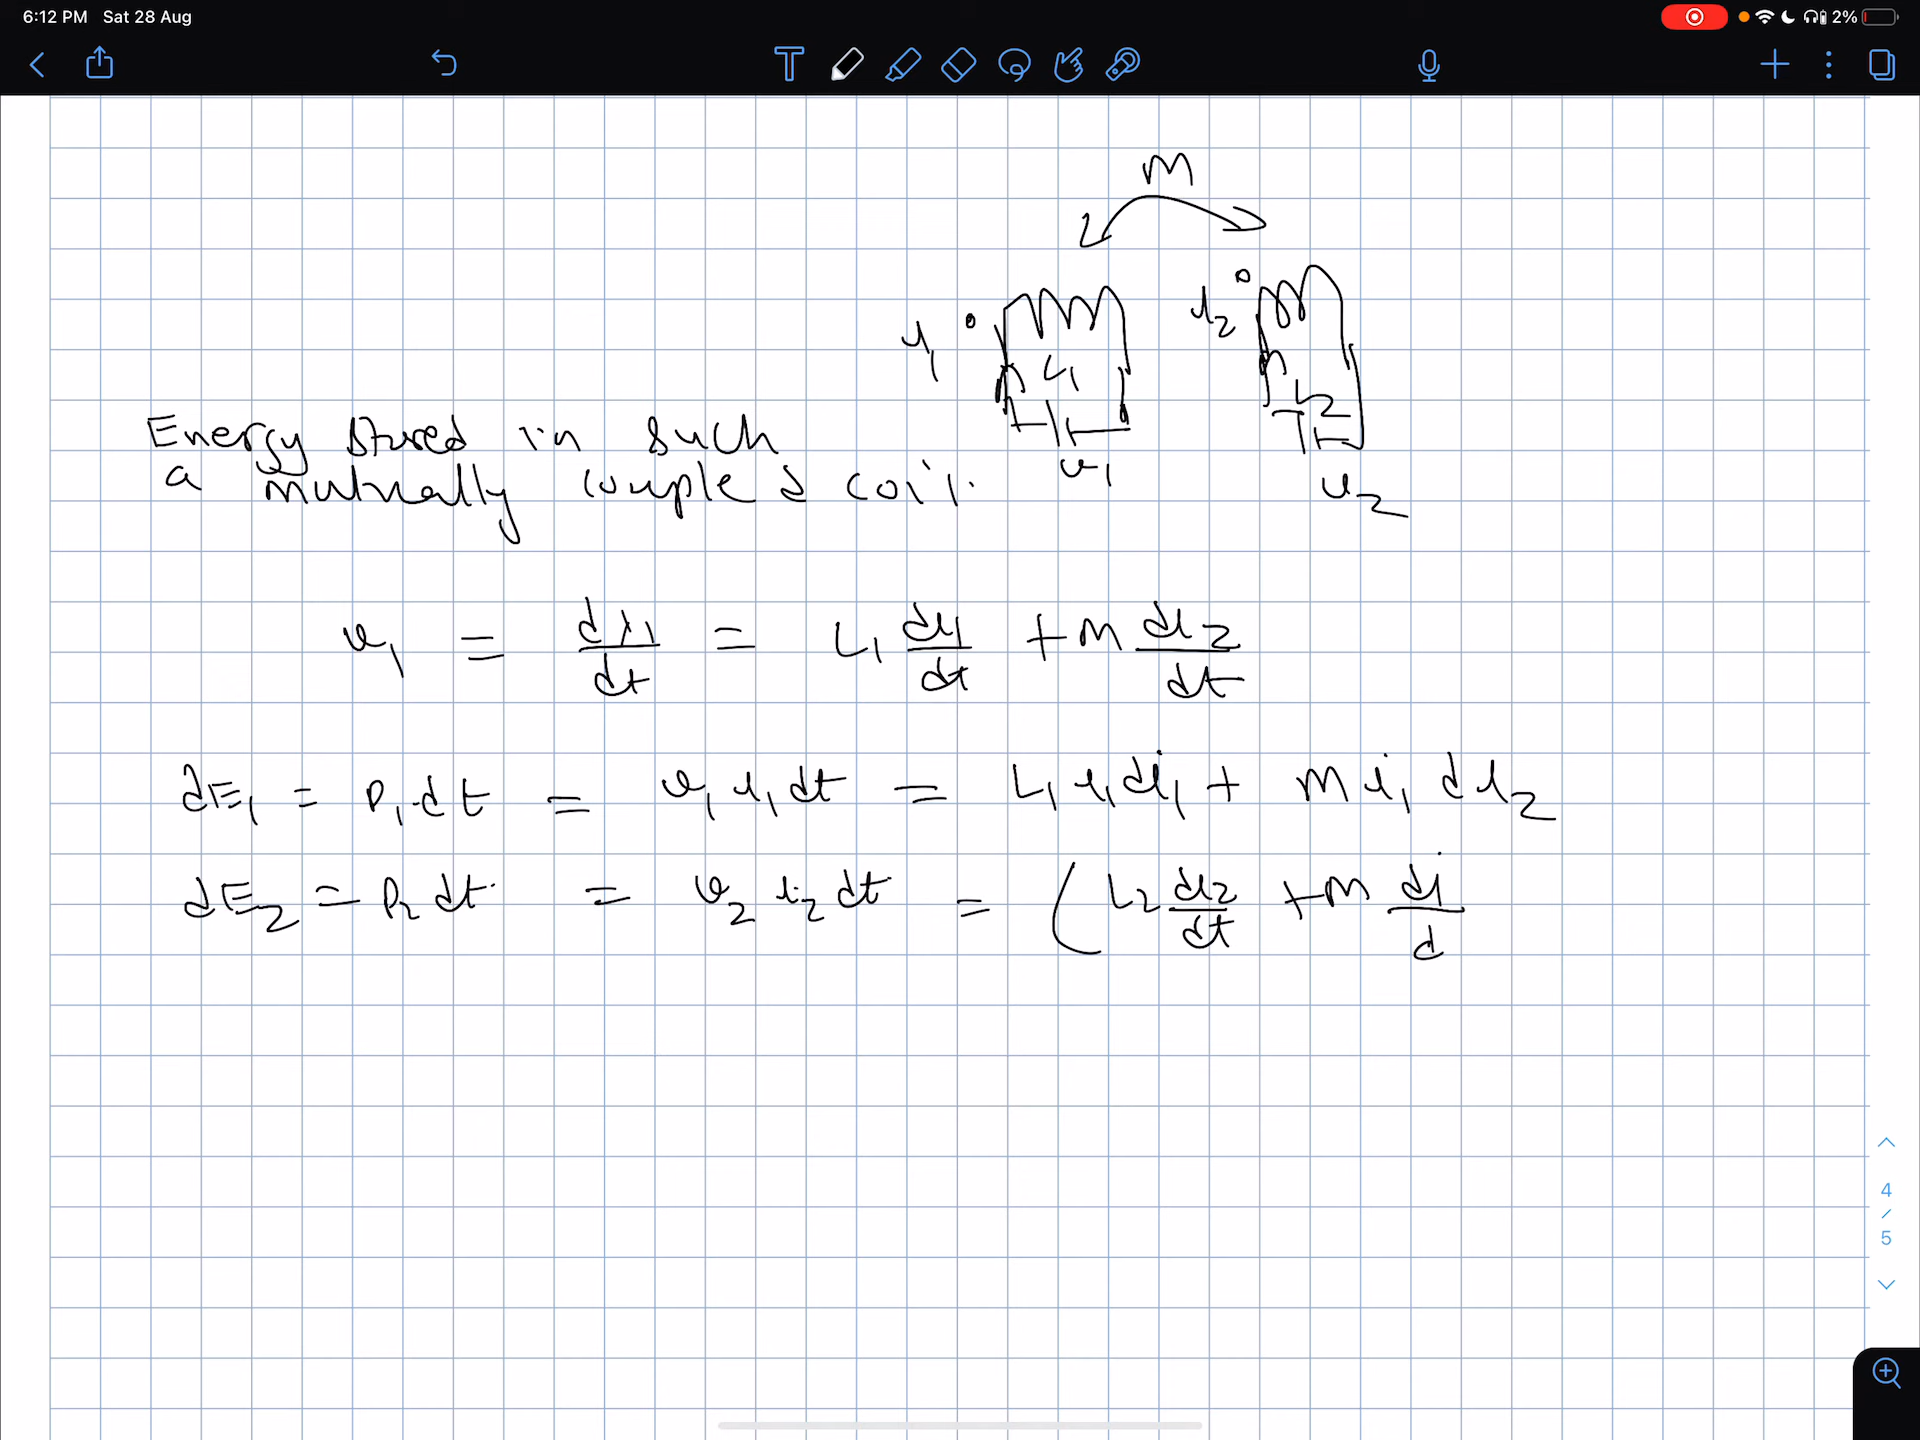 6:12 PM Sat 28 Aug
2%
T
M
i₁
i₂
L₁
L₂
v₁
v₂
Energy stored in such
a mutually coupled coil.
v₁ = dλ₁/dt = L₁ di₁/dt + M di₂/dt
dE₁ = P₁.dt = v₁ i₁ dt = L₁ i₁ di₁ + M i₁ di₂
dE₂ = P₂ dt = v₂ i₂ dt = ( L₂ di₂/dt + M di/d
4
/
5